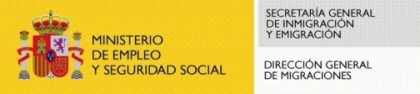 MINISTERIO
DE EMPLEO
Y SEGURIDAD SOCIAL
SECRETARÍA GENERAL
DE INMIGRACIÓN
Y EMIGRACIÓN
DIRECCIÓN GENERAL
DE MIGRACIONES